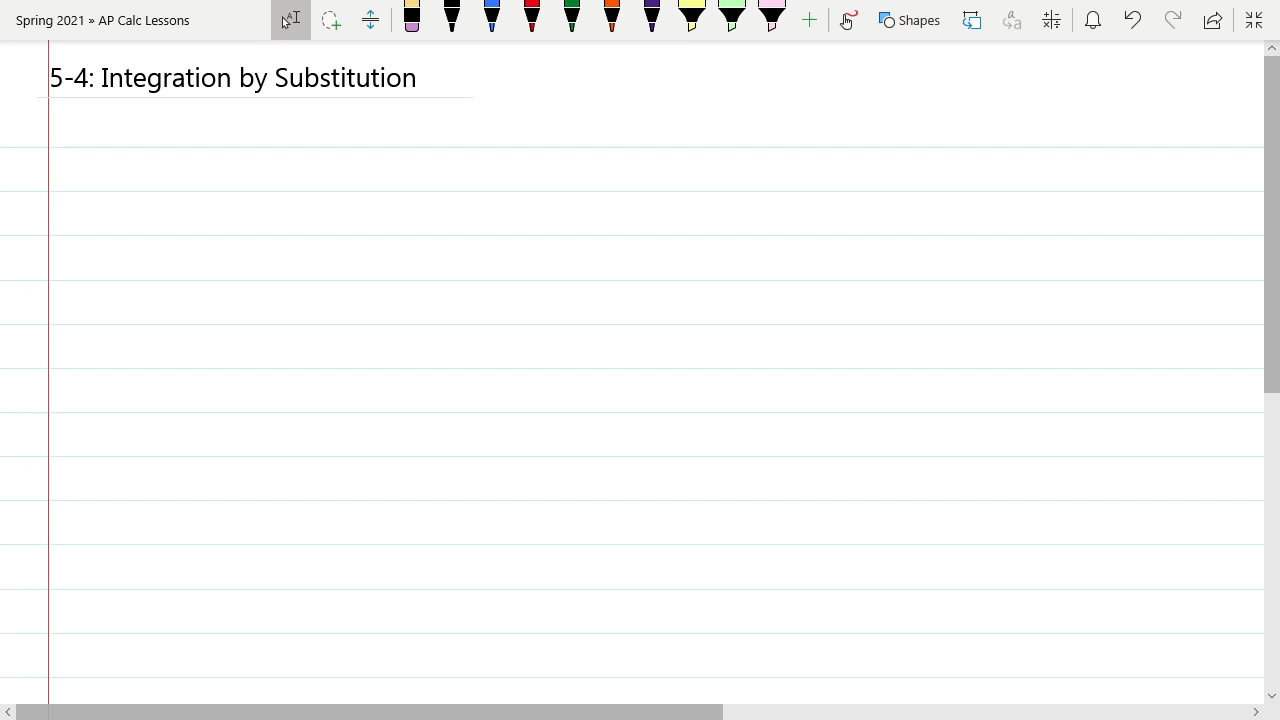 Spring 2021 » AP Calc Lessons
Shapes
5-4: Integration by Substitution